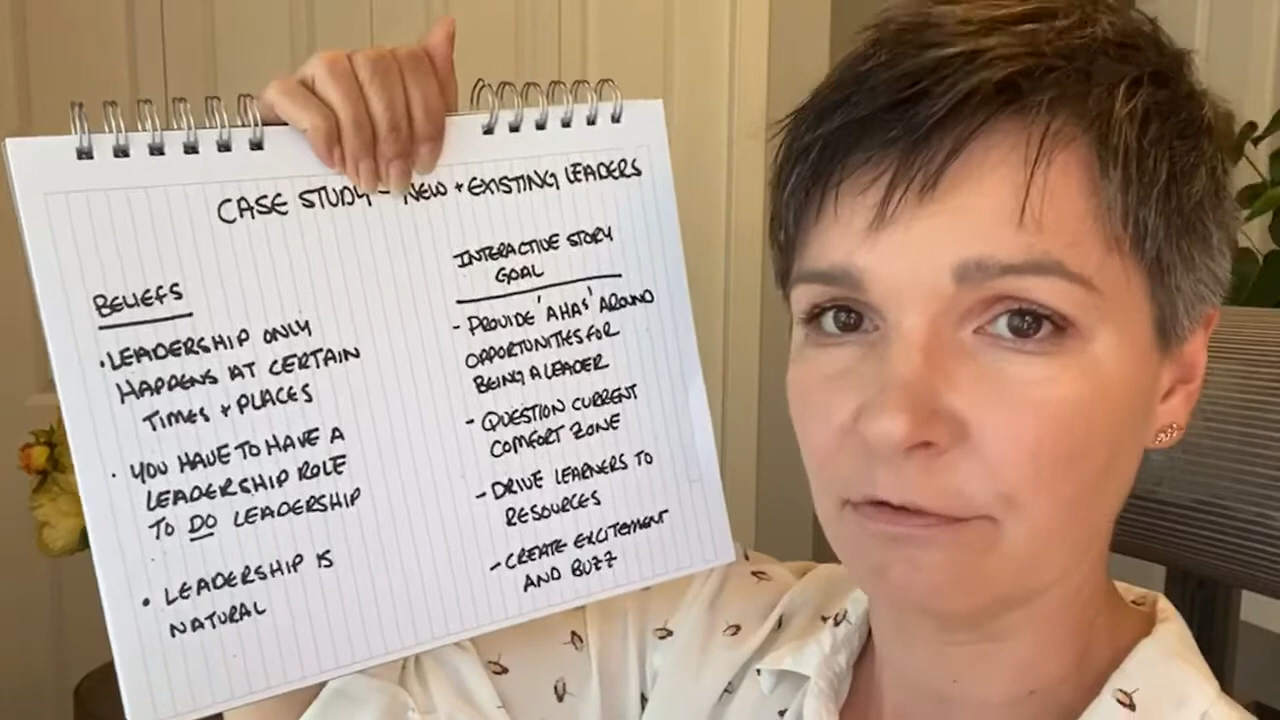 CASE STUDY - NEW + EXISTING LEADERS
BELIEFS
• LEADERSHIP ONLY
HAPPENS AT CERTAIN
TIMES + PLACES
• YOU HAVE TO HAVE A
LEADERSHIP ROLE
TO DO LEADERSHIP
• LEADERSHIP IS
NATURAL
INTERACTIVE STORY
GOAL
- PROVIDE 'AHAS' AROUND
OPPORTUNITIES FOR
BEING A LEADER
- QUESTION CURRENT
COMFORT ZONE
- DRIVE LEARNERS TO
RESOURCES
- CREATE EXCITEMENT
AND BUZZ